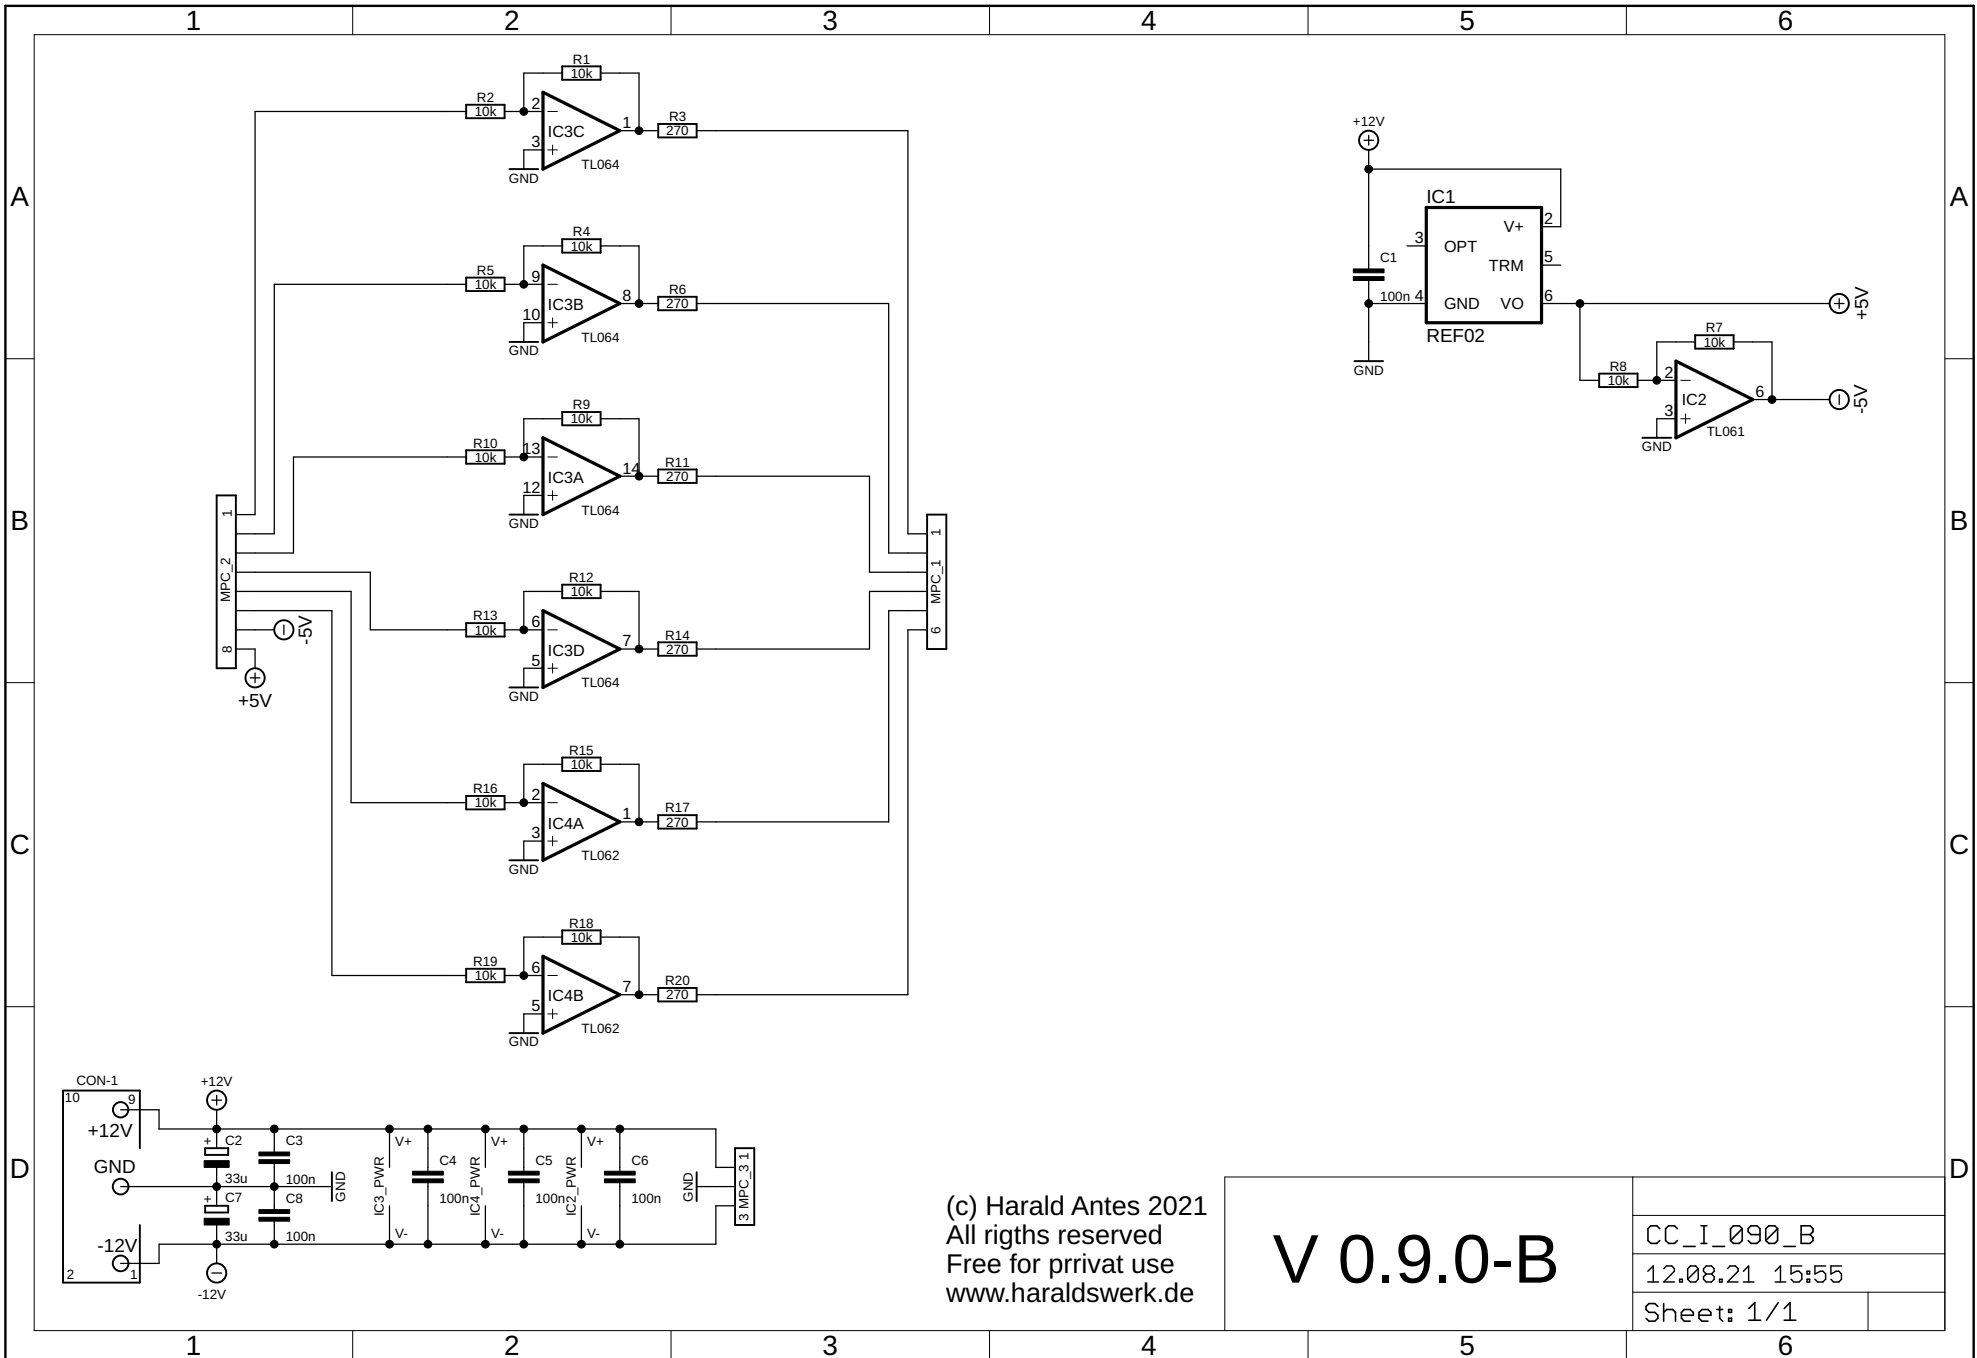 1 2 3 4 5 6
A A
B B
C C
D D
R1
10k
R2
10k
2
3
1
IC3C
TL064
GND
R3
270
R4
10k
R5
10k
9
10
8
IC3B
TL064
GND
R6
270
R9
10k
R10
10k
13
12
14
IC3A
TL064
GND
R11
270
R12
10k
R13
10k
6
5
7
IC3D
TL064
GND
R14
270
R15
10k
R16
10k
2
3
1
IC4A
TL062
GND
R17
270
R18
10k
R19
10k
6
5
7
IC4B
TL062
GND
R20
270
1
MPC_2
8
-5V
+5V
1
MPC_1
6
+12V
C1
100n
GND
IC1
3
OPT
V+
2
TRM
5
4
GND
VO
6
REF02
+5V
R7
10k
R8
10k
2
3
6
IC2
TL061
GND
-5V
CON-1
10
9
+12V
GND
-12V
2
1
+12V
+
C2
33u
C3
100n
GND
+
C7
33u
C8
100n
-12V
V+
IC3_PWR
V-
C4
100n
V+
IC4_PWR
V-
C5
100n
V+
IC2_PWR
V-
C6
100n
GND
3 MPC_3 1
(c) Harald Antes 2021
All rigths reserved
Free for prrivat use
www.haraldswerk.de
V 0.9.0-B
CC_I_090_B
12.08.21 15:55
Sheet: 1/1
1 2 3 4 5 6